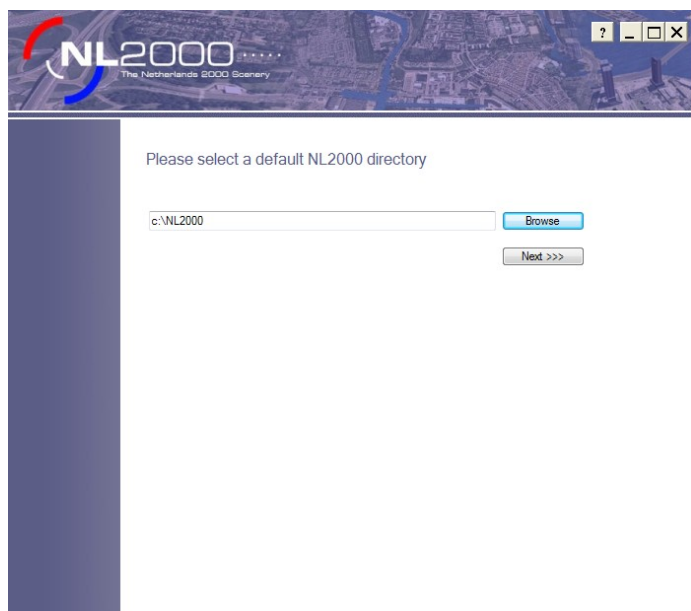 NL2000
The Netherlands 2000 Scenery
?
Please select a default NL2000 directory
c:\NL2000
Browse
Next >>>